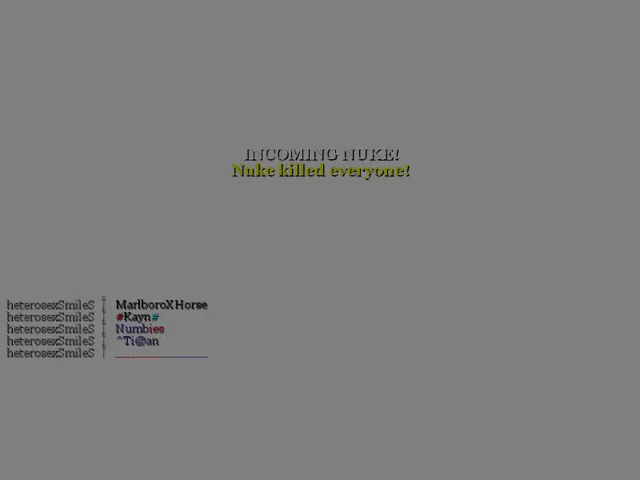 INCOMING NUKE!
Nuke killed everyone!
heterosexSmileS MarlboroXHorse
heterosexSmileS #Kayn#
heterosexSmileS Numbies
heterosexSmileS ^Ti@an
heterosexSmileS